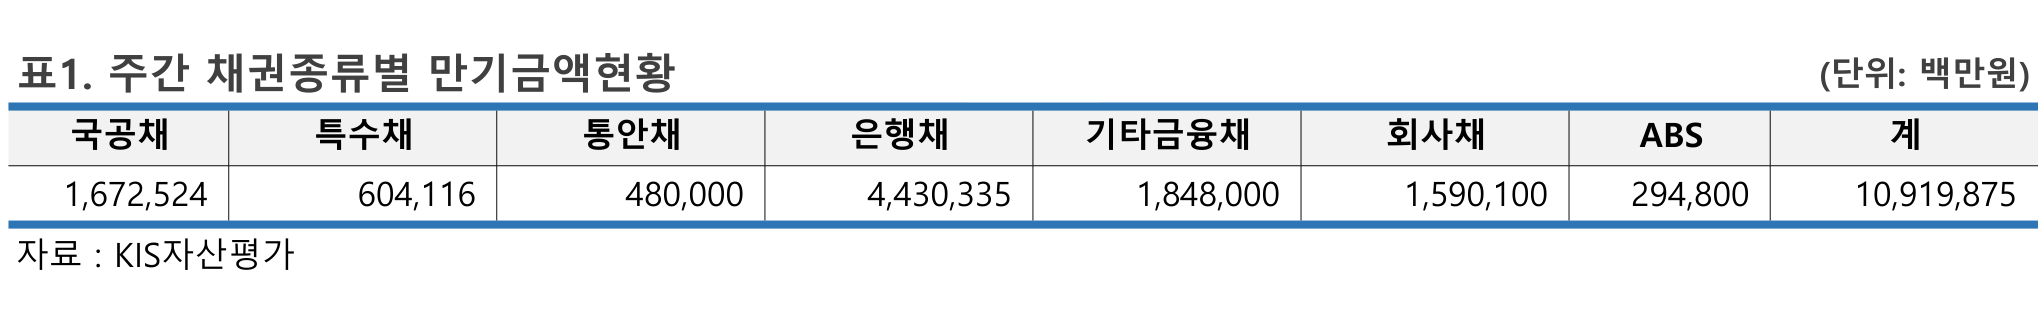 표1. 주간 채권종류별 만기금액현황 (단위: 백만원)
국공채 특수채 통안채 은행채 기타금융채 회사채 ABS 계
1,672,524 604,116 480,000 4,430,335 1,848,000 1,590,100 294,800 10,919,875
자료 : KIS자산평가